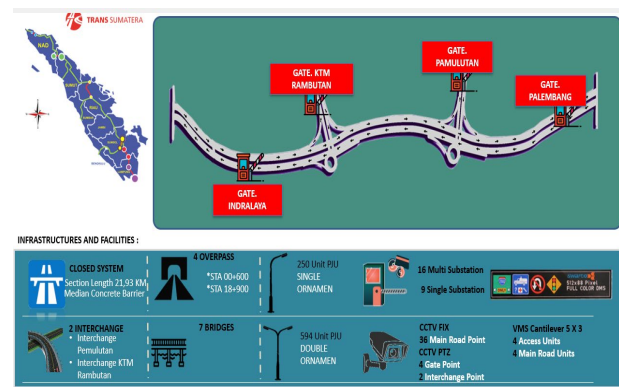 TRANS SUMATERA
NAD
GATE. KTM
RAMBUTAN
GATE.
PAMULUTAN
GATE.
PALEMBANG
GATE.
INDRALAYA
INFRASTRUCTURES AND FACILITIES :
CLOSED SYSTEM
Section Length 21,93 KM
Median Concrete Barrier
4 OVERPASS
*STA 00+600
*STA 18+900
250 Unit PJU
SINGLE
ORNAMEN
16 Multi Substation
9 Single Substation
512x86 Pixel
FULL COLOR DMS
2 INTERCHANGE
• Interchange
Pemulutan
• Interchange KTM
Rambutan
7 BRIDGES
594 Unit PJU
DOUBLE
ORNAMEN
CCTV FIX
36 Main Road Point
CCTV PTZ
4 Gate Point
2 Interchange Point
VMS Cantilever 5 X 3
4 Access Units
4 Main Road Units